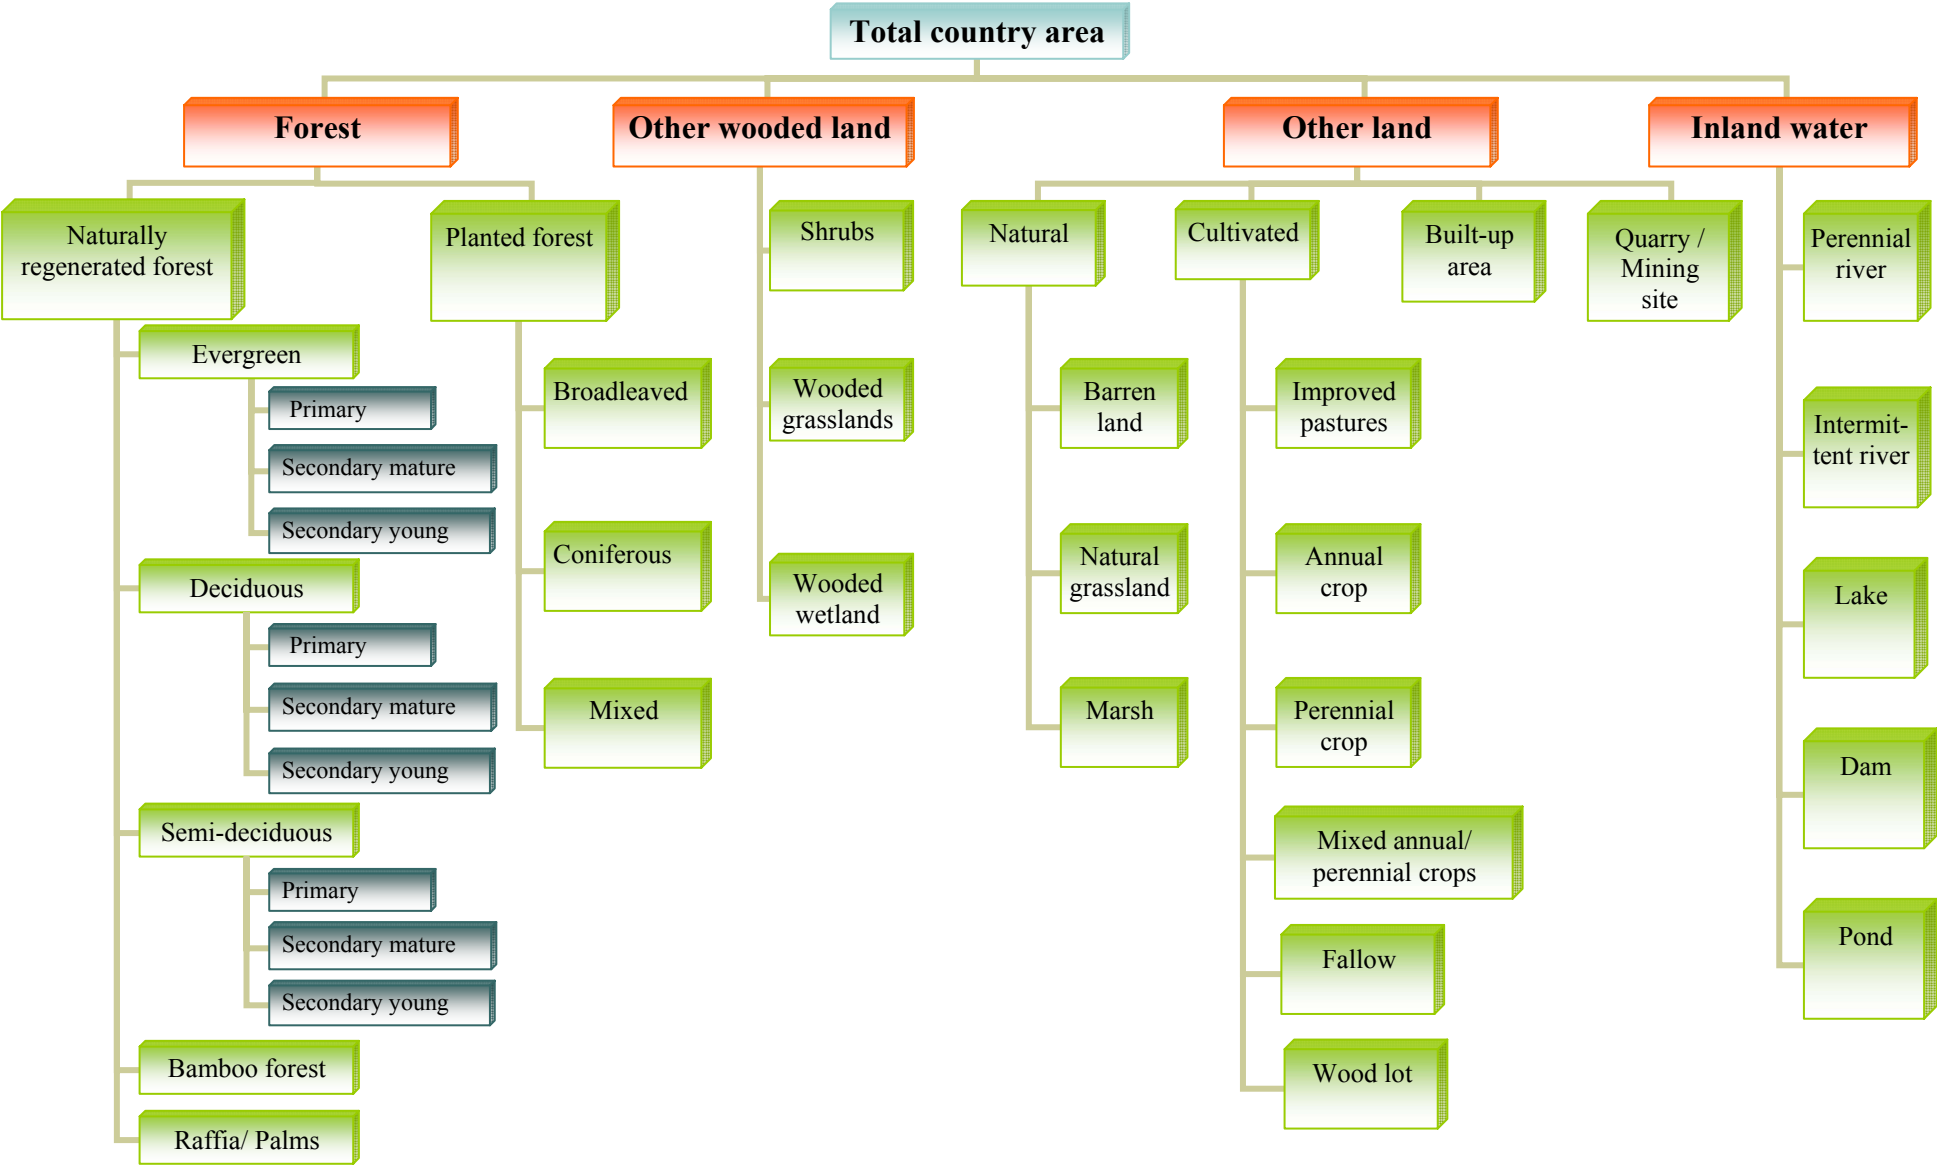 Total country area
Forest
Other wooded land
Other land
Inland water
Naturally
regenerated forest
Evergreen
Primary
Secondary mature
Secondary young
Deciduous
Primary
Secondary mature
Secondary young
Semi-deciduous
Primary
Secondary mature
Secondary young
Bamboo forest
Raffia/ Palms
Planted forest
Broadleaved
Coniferous
Mixed
Shrubs
Wooded
grasslands
Wooded
wetland
Natural
Barren
land
Natural
grassland
Marsh
Cultivated
Improved
pastures
Annual
crop
Perennial
crop
Mixed annual/
perennial crops
Fallow
Wood lot
Built-up
area
Quarry /
Mining
site
Perennial
river
Intermit-
tent river
Lake
Dam
Pond